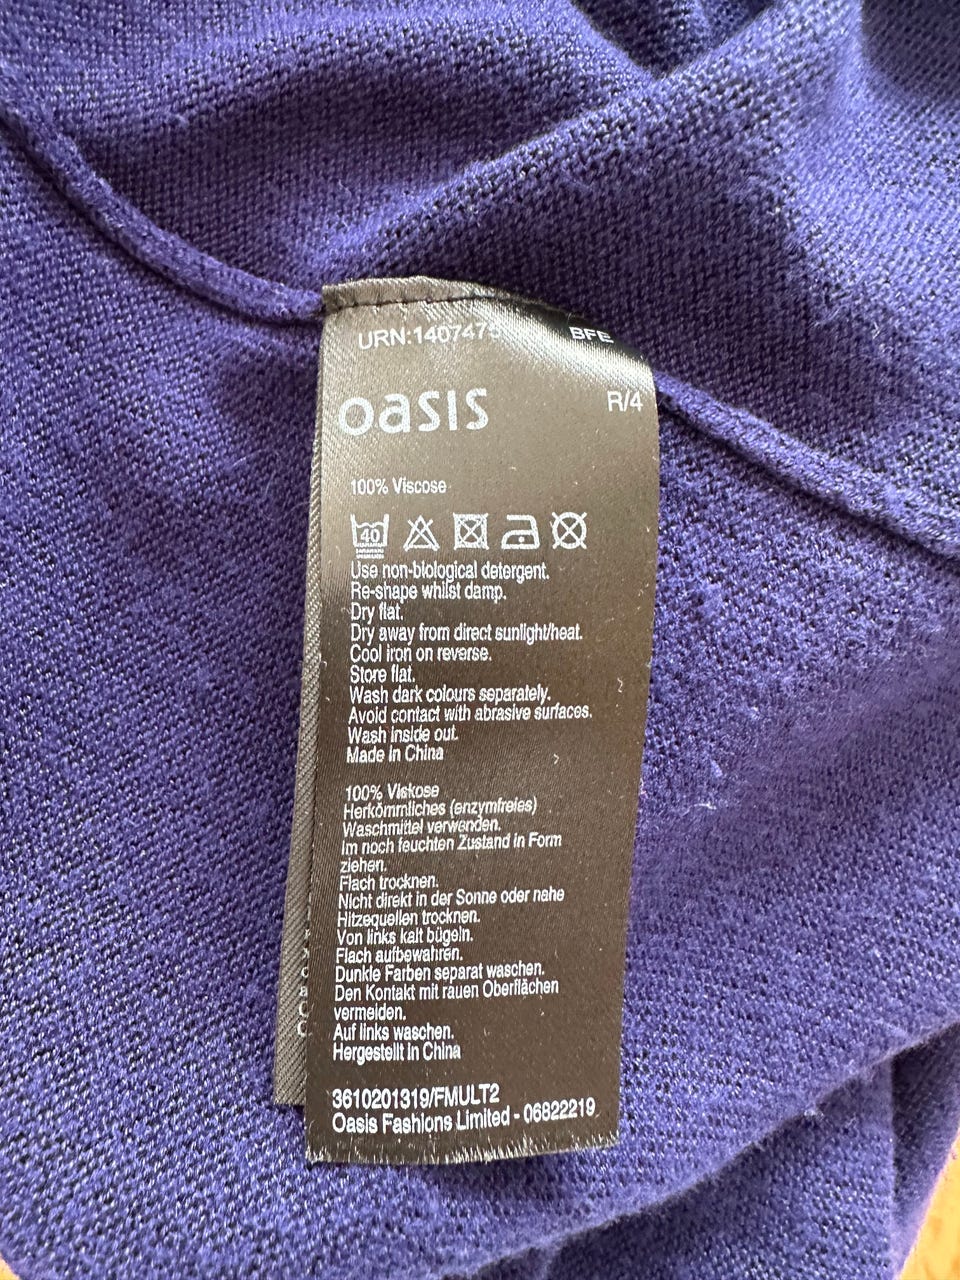 BFE
oasis
R/4
100% Viscose
40
Use non-biological detergent.
Re-shape whilst damp.
Dry flat.
Dry away from direct sunlight/heat.
Cool iron on reverse.
Store flat.
Wash dark colours separately.
Avoid contact with abrasive surfaces.
Wash inside out.
Made in China
100% Viskose
Herkömmliches (enzymfreies)
Waschmittel verwenden.
Im noch feuchten Zustand in Form
ziehen.
Flach trocknen.
Nicht direkt in der Sonne oder nahe
Hitzequellen trocknen.
Von links kalt bügeln.
Flach aufbewahren.
Dunkle Farben separat waschen.
Den Kontakt mit rauen Oberflächen
vermeiden.
Auf links waschen.
Hergestellt in China
3610201319/FMULT2
Oasis Fashions Limited - 06822219